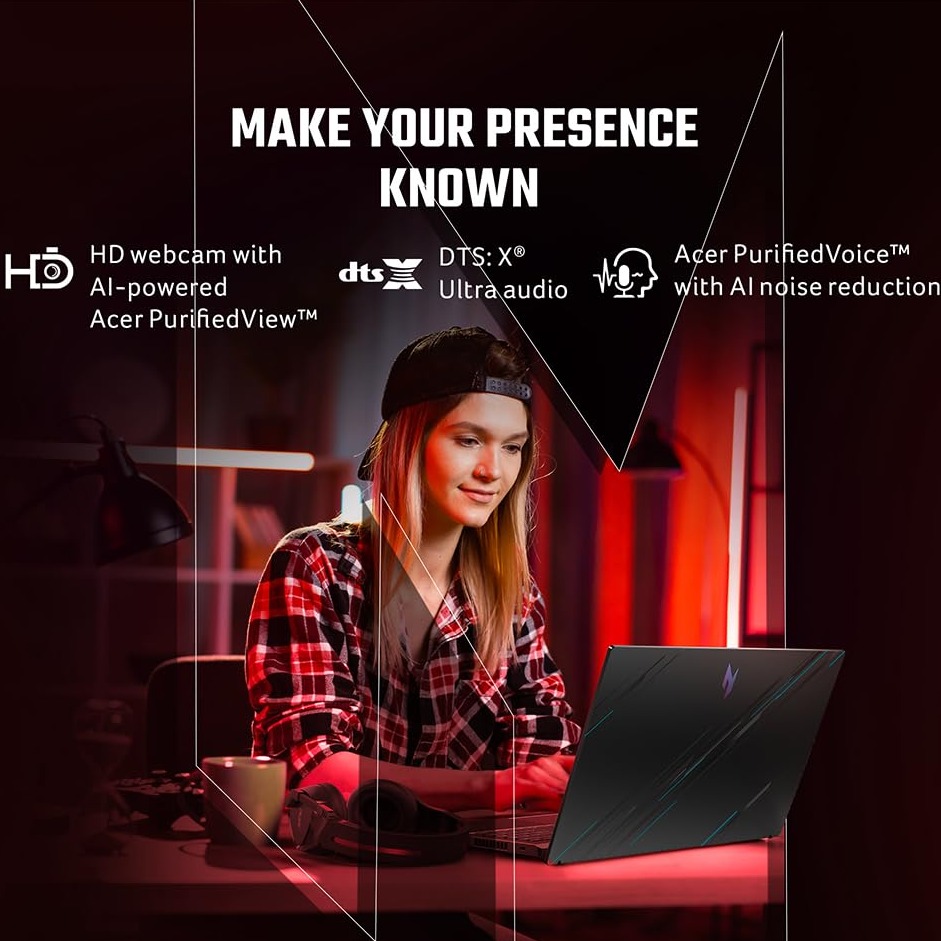 MAKE YOUR PRESENCE
KNOWN
HD
HD webcam with
AI-powered
Acer PurifiedView™
dts X
DTS: X®
Ultra audio
Acer PurifiedVoice™
with AI noise reduction